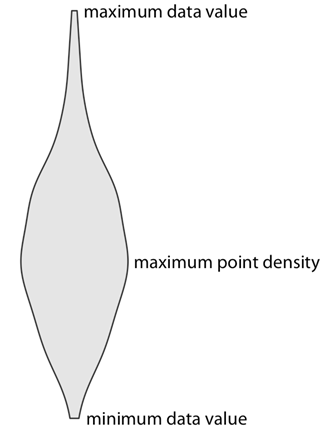 maximum data value
maximum point density
minimum data value